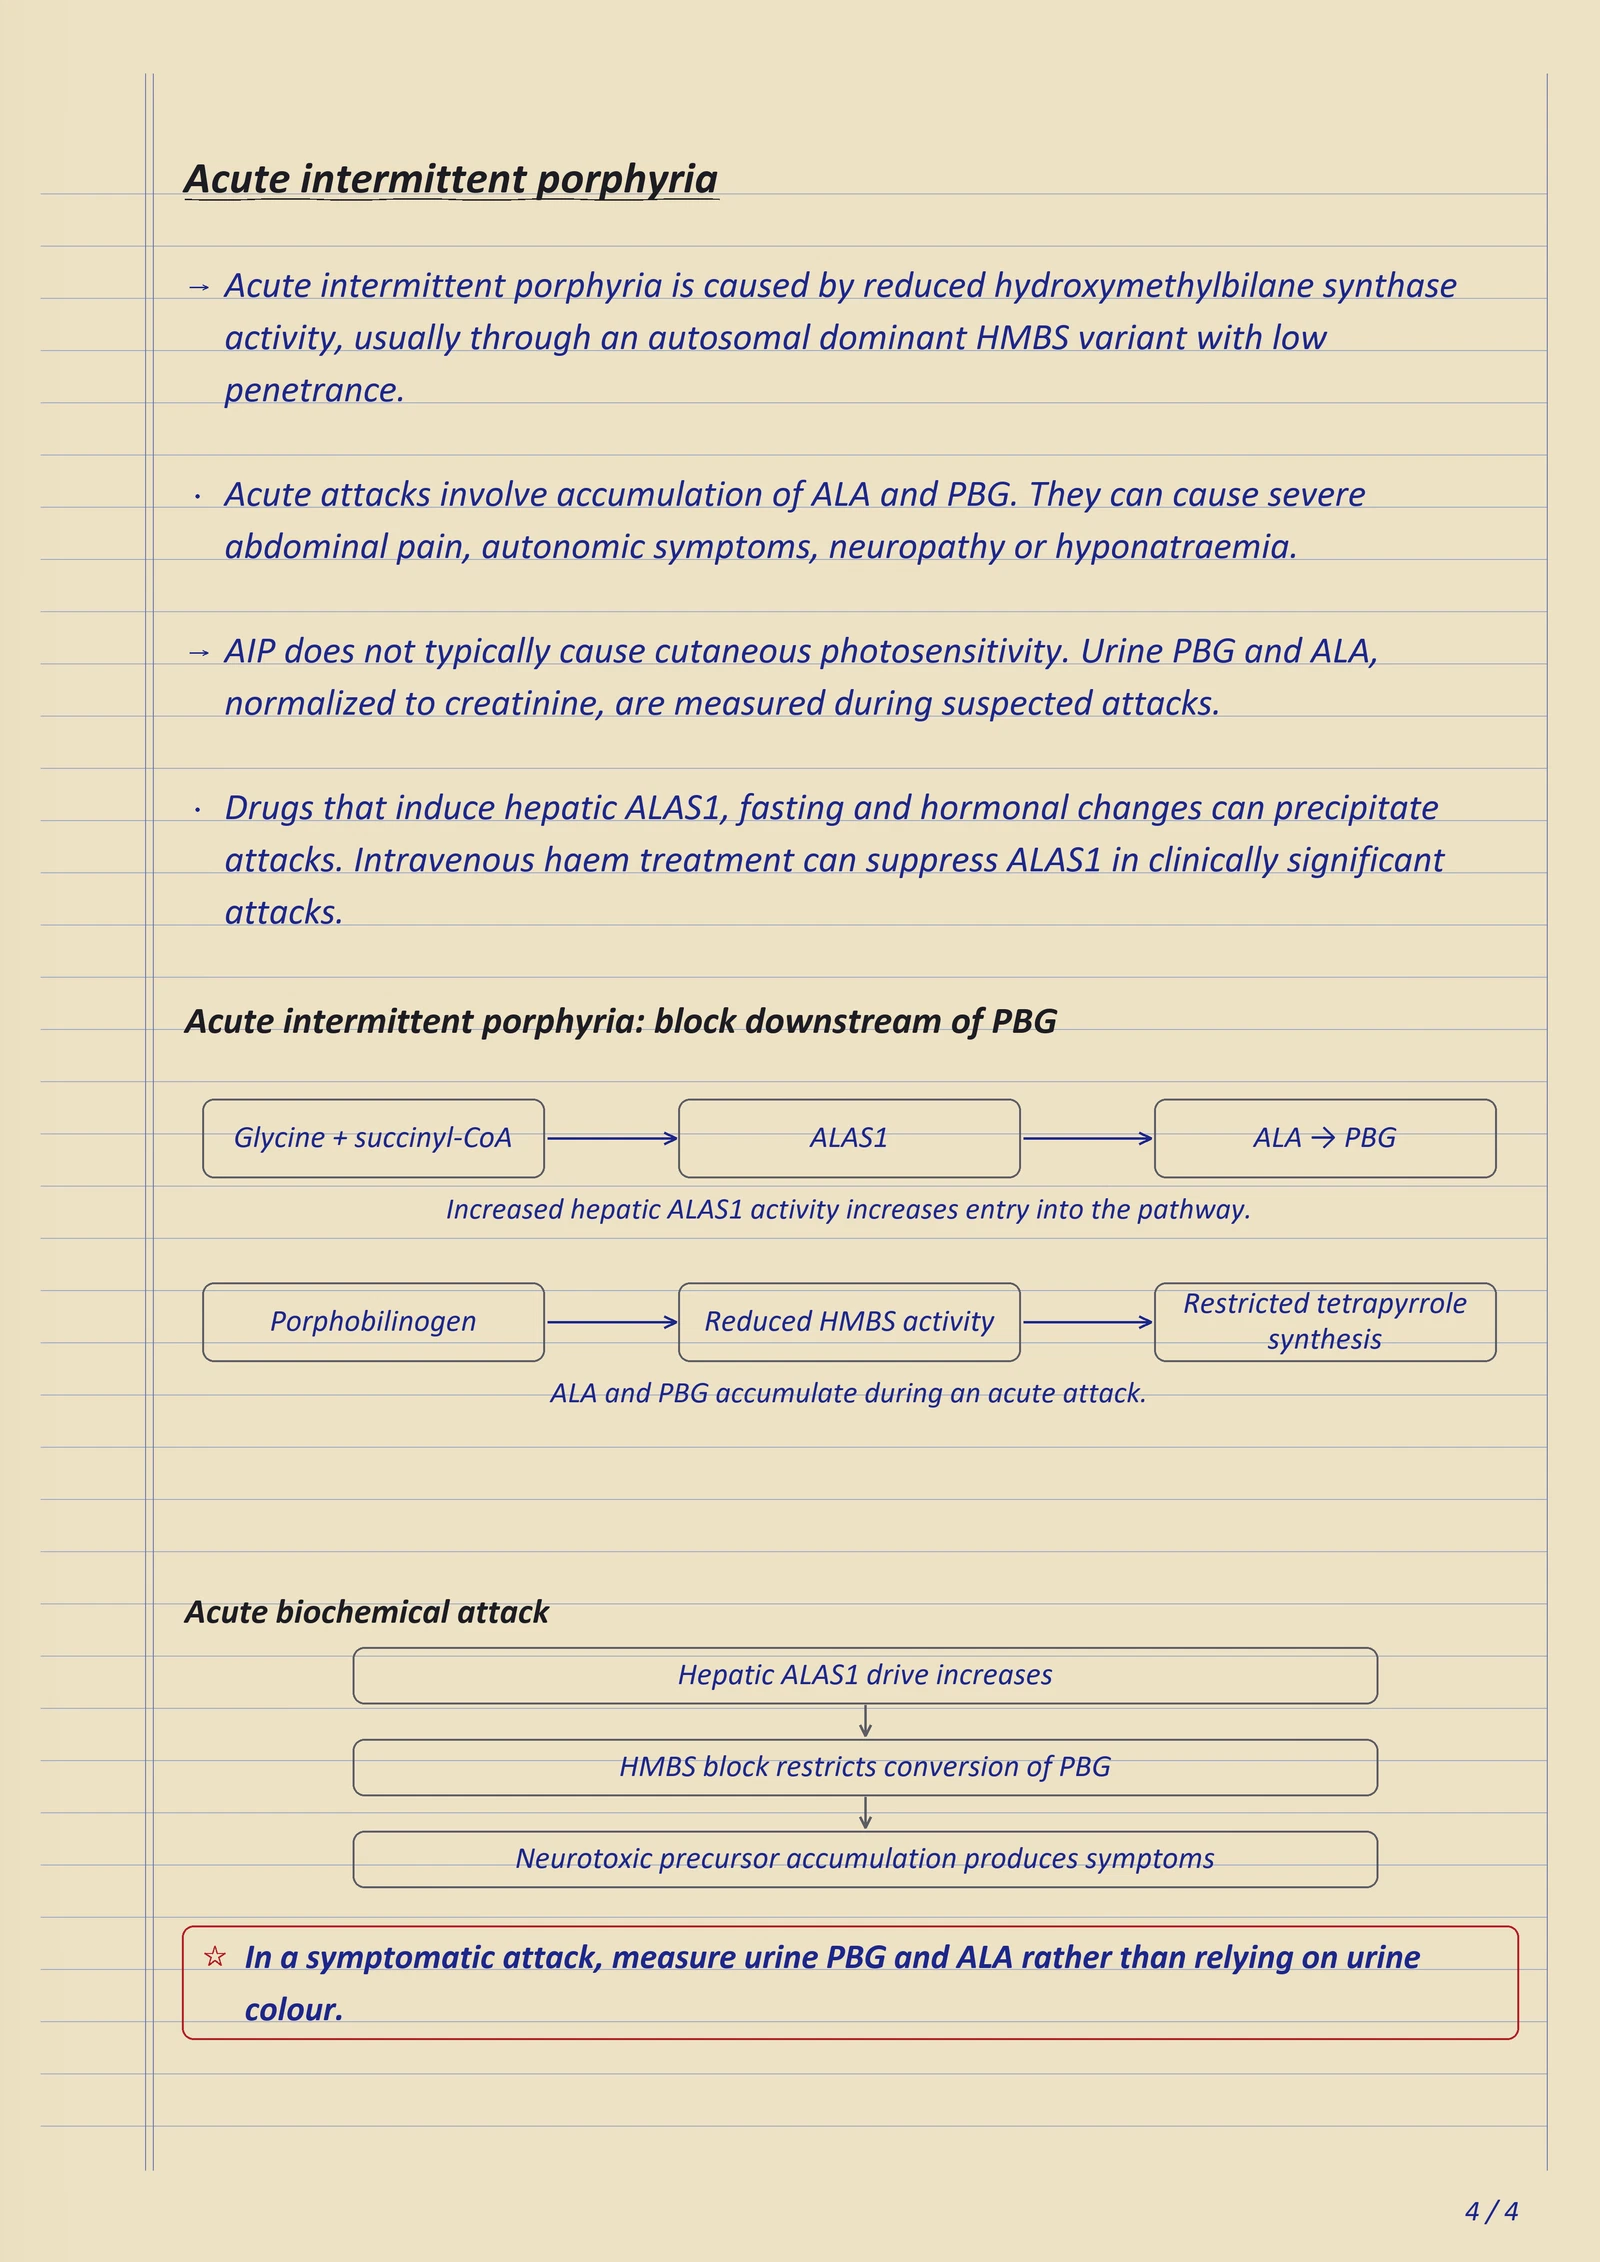 Acute intermittent porphyria
→ Acute intermittent porphyria is caused by reduced hydroxymethylbilane synthase
activity, usually through an autosomal dominant HMBS variant with low
penetrance.
· Acute attacks involve accumulation of ALA and PBG. They can cause severe
abdominal pain, autonomic symptoms, neuropathy or hyponatraemia.
→ AIP does not typically cause cutaneous photosensitivity. Urine PBG and ALA,
normalized to creatinine, are measured during suspected attacks.
· Drugs that induce hepatic ALAS1, fasting and hormonal changes can precipitate
attacks. Intravenous haem treatment can suppress ALAS1 in clinically significant
attacks.
Acute intermittent porphyria: block downstream of PBG
Glycine + succinyl-CoA
ALAS1
ALA → PBG
Increased hepatic ALAS1 activity increases entry into the pathway.
Porphobilinogen
Reduced HMBS activity
Restricted tetrapyrrole
synthesis
ALA and PBG accumulate during an acute attack.
Acute biochemical attack
Hepatic ALAS1 drive increases
HMBS block restricts conversion of PBG
Neurotoxic precursor accumulation produces symptoms
☆ In a symptomatic attack, measure urine PBG and ALA rather than relying on urine
colour.
4 / 4